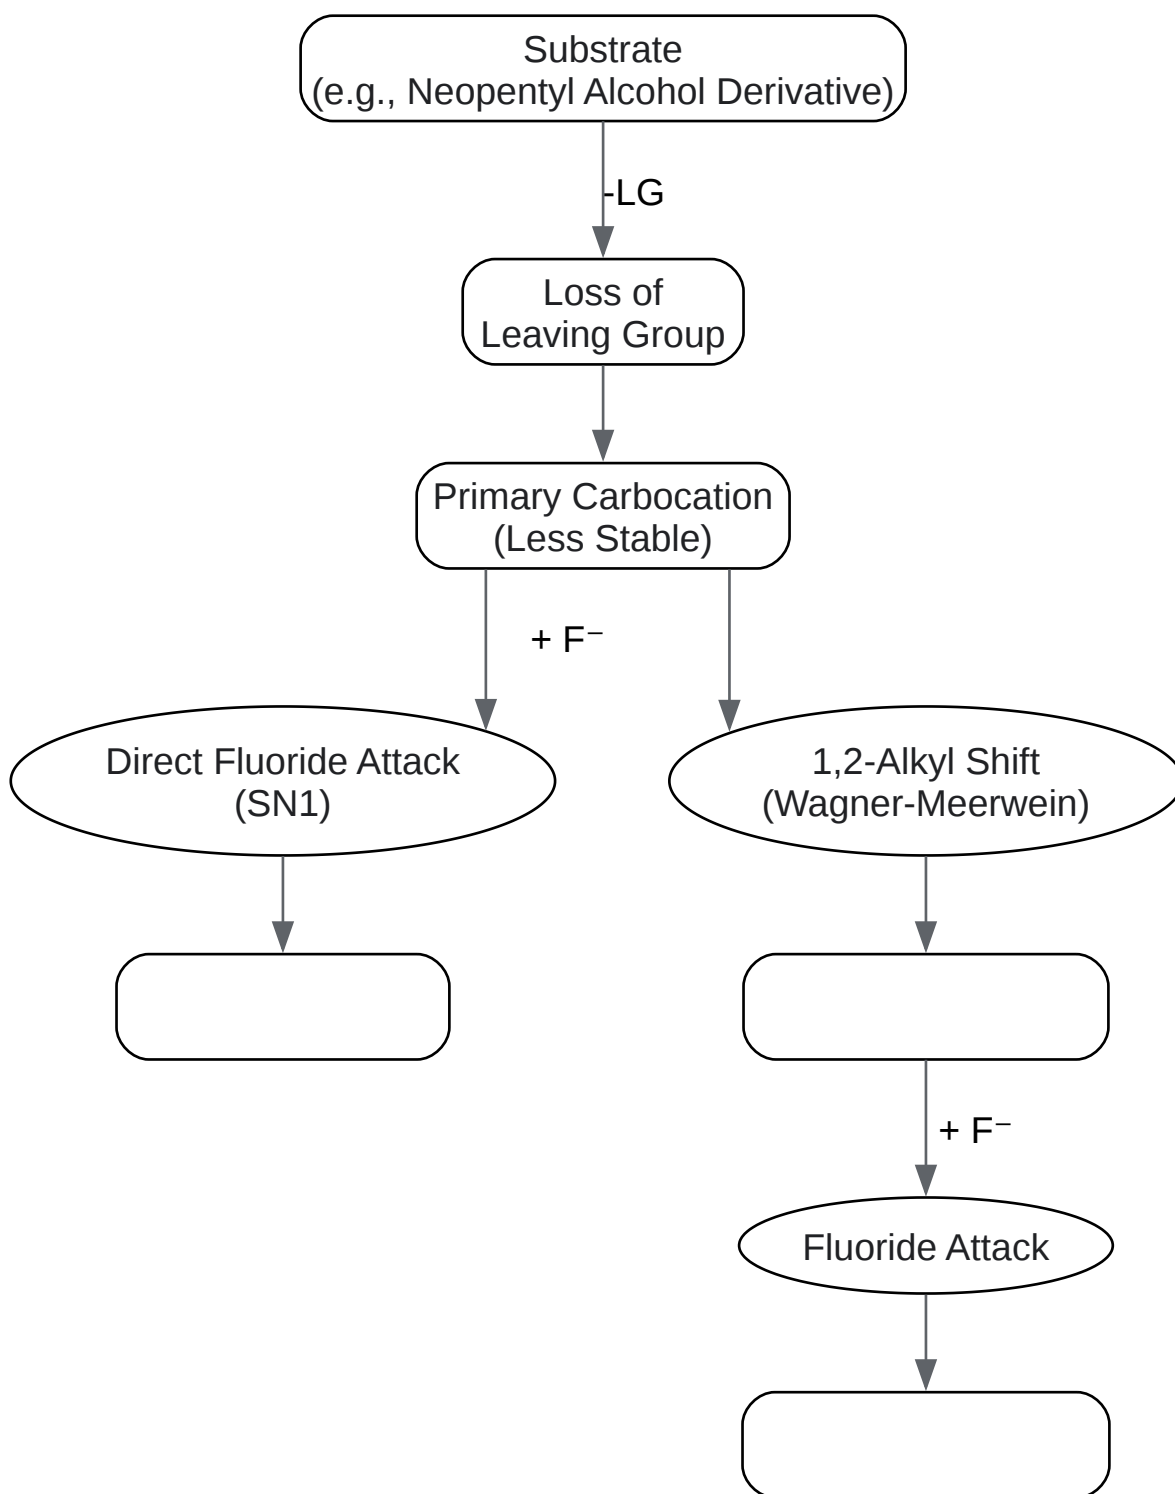 Substrate
(e.g., Neopentyl Alcohol Derivative)
-LG
Loss of
Leaving Group
Primary Carbocation
(Less Stable)
+ F⁻
Direct Fluoride Attack
(SN1)
1,2-Alkyl Shift
(Wagner-Meerwein)
+ F⁻
Fluoride Attack